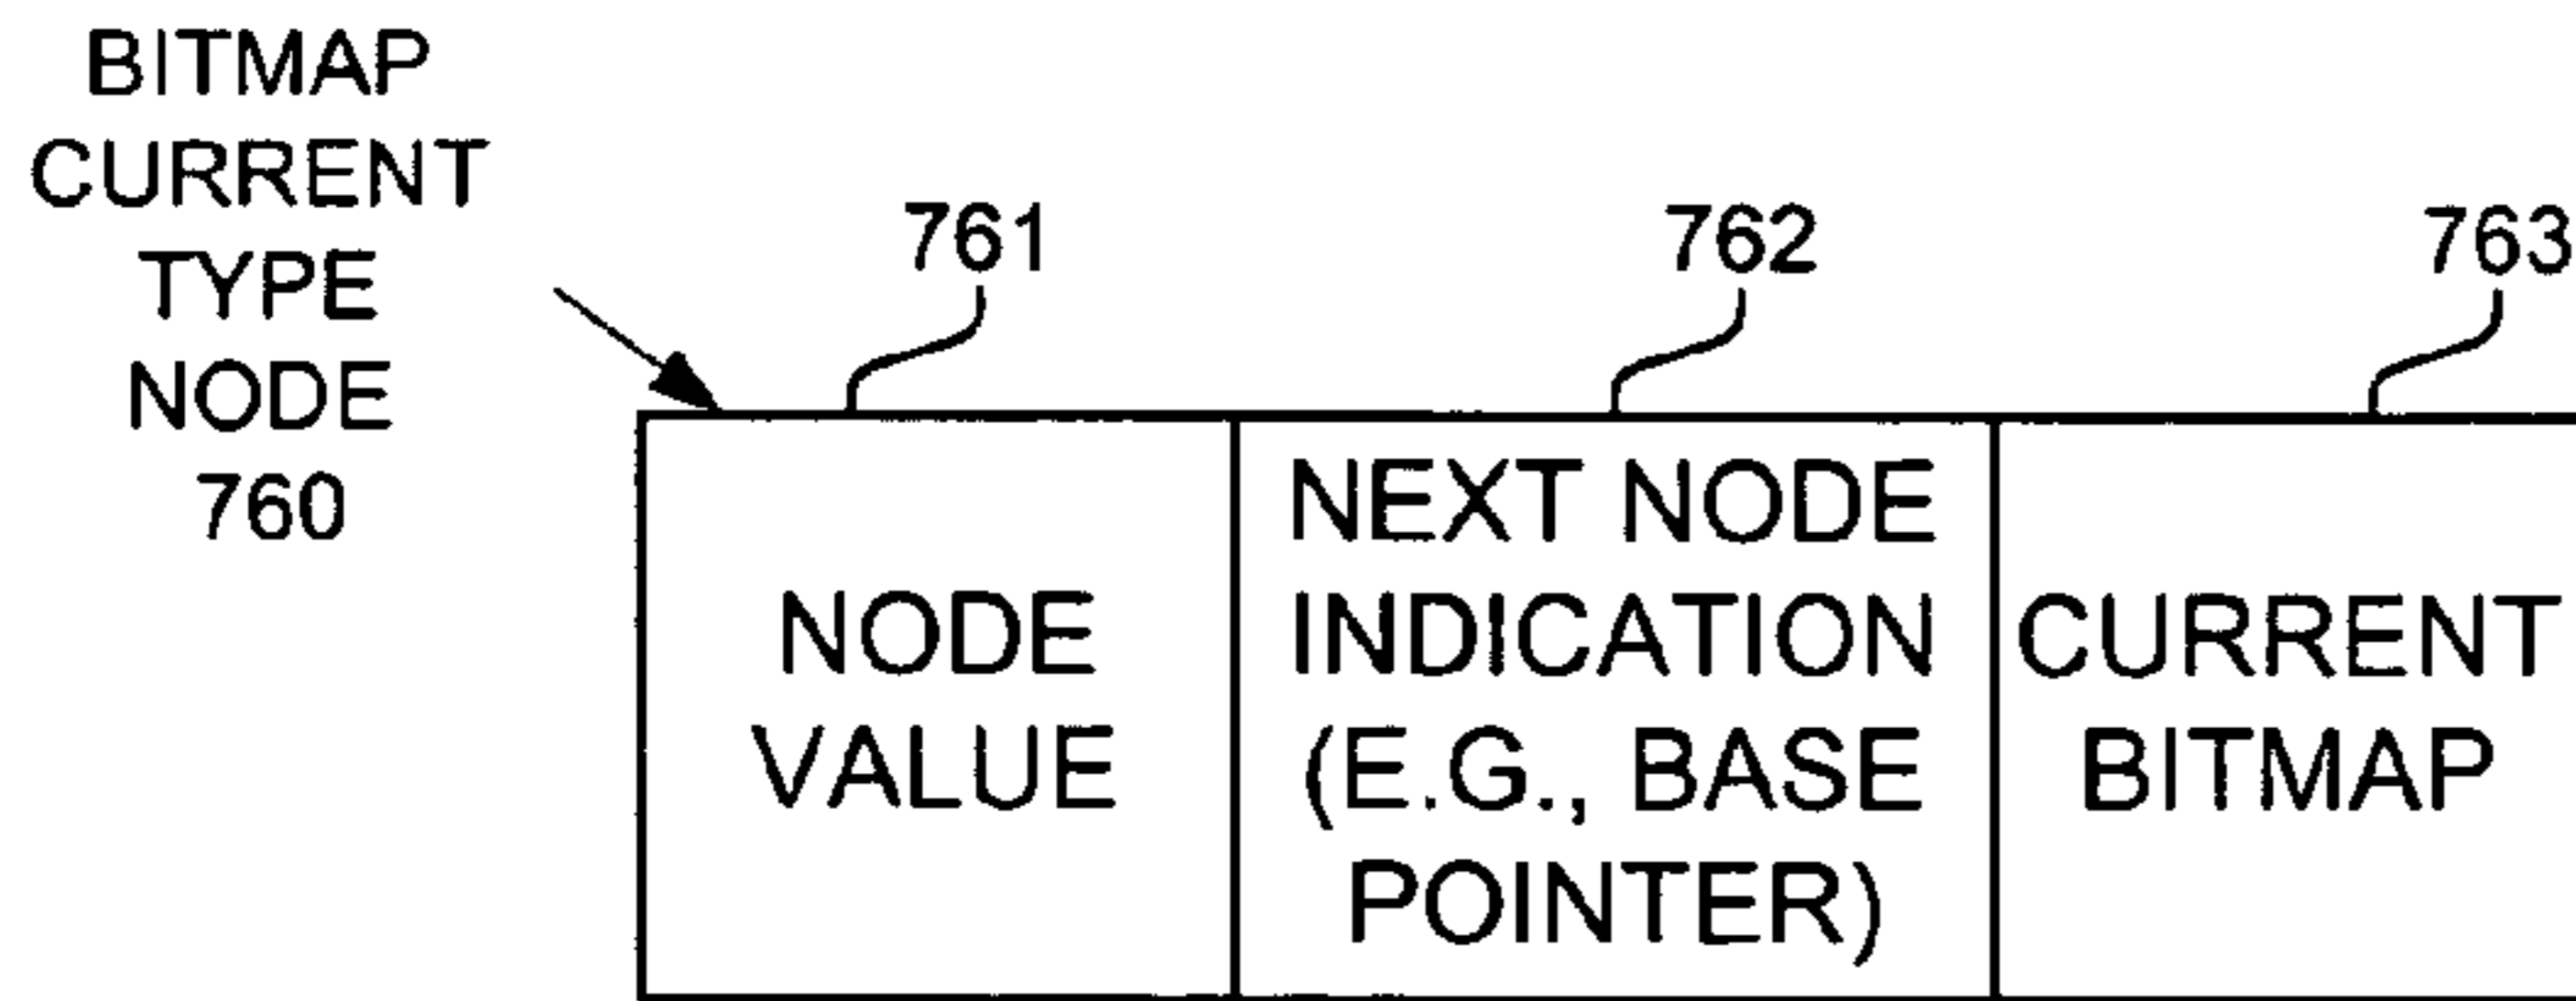 BITMAP
CURRENT
TYPE
NODE
760
761
762
763
NODE
VALUE
NEXT NODE
INDICATION
(E.G., BASE
POINTER)
CURRENT
BITMAP